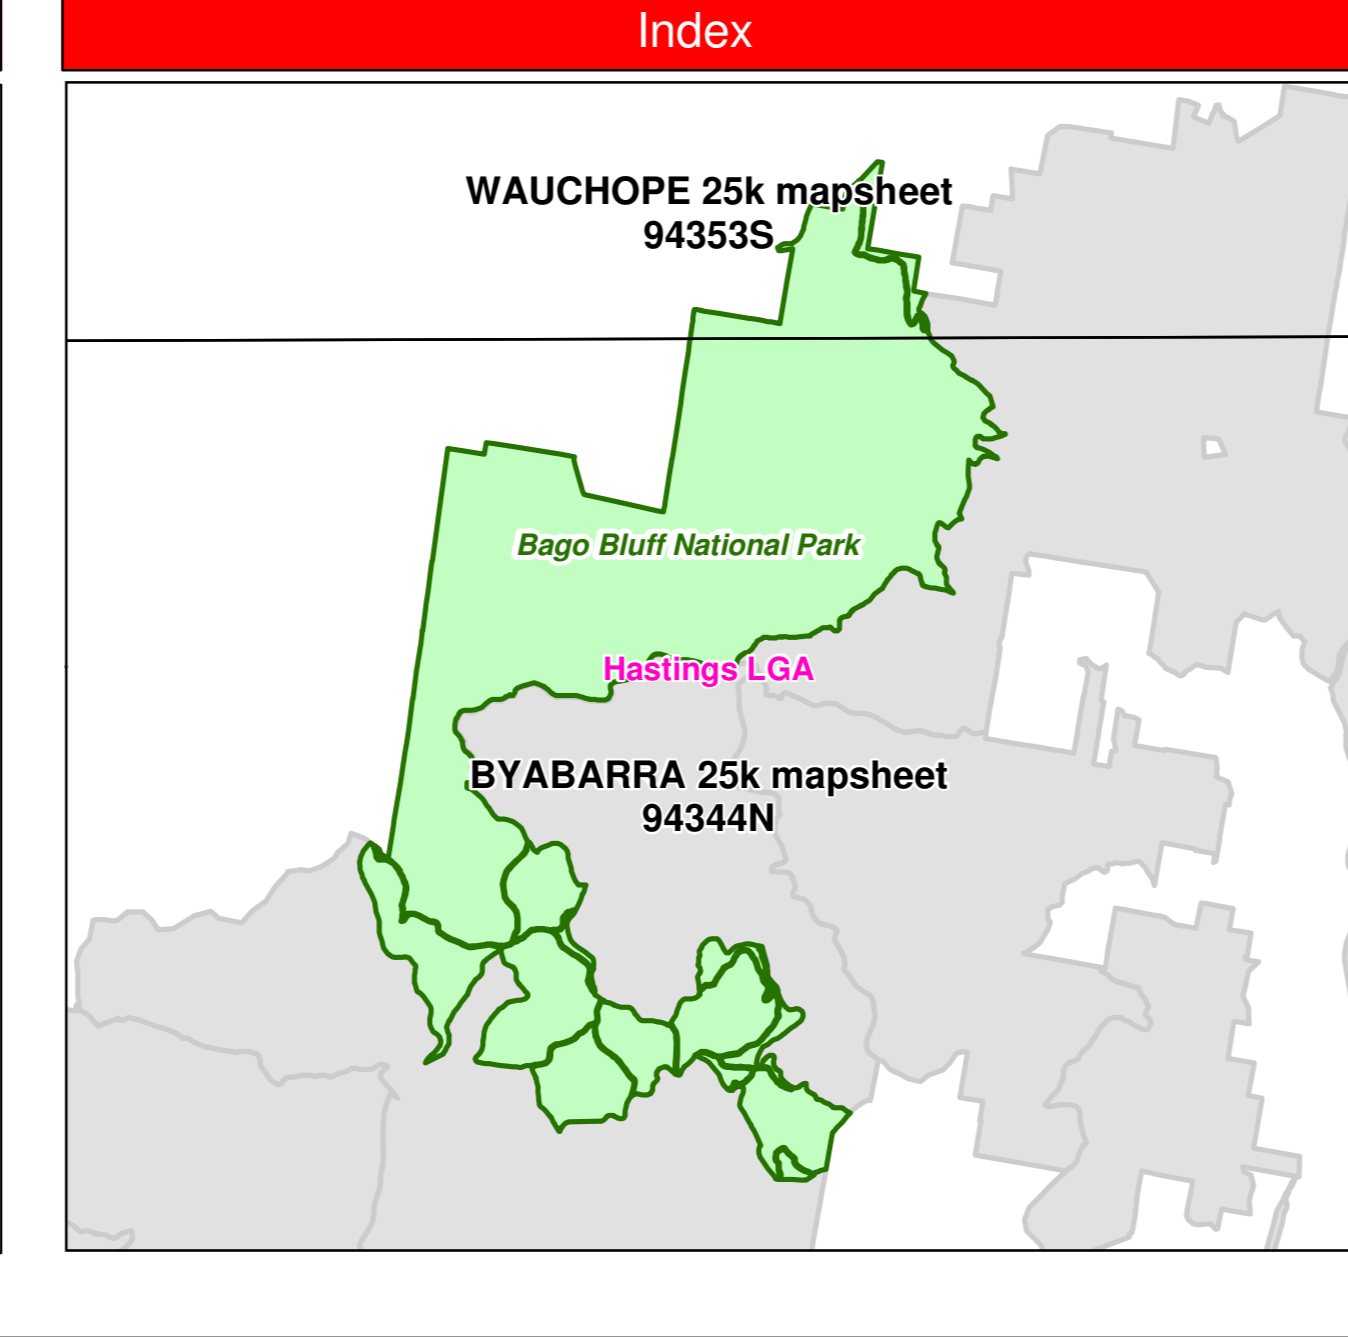 Index
WAUCHOPE 25k mapsheet
94353S
Bago Bluff National Park
Hastings LGA
BYABARRA 25k mapsheet
94344N